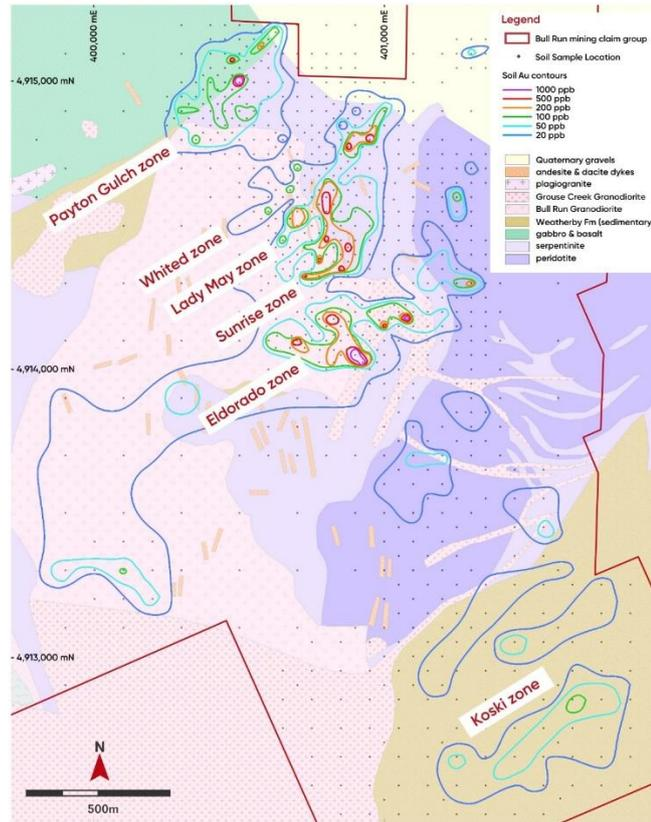 400,000 mE
401,000 mE
Legend
Bull Run mining claim group
Soil Sample Location
Soil Au contours
1000 ppb
500 ppb
200 ppb
100 ppb
50 ppb
20 ppb
Quaternary gravels
andesite & dacite dykes
plagiogranite
Grouse Creek Granodiorite
Bull Run Granodiorite
Weatherby Fm (sedimentary)
gabbro & basalt
serpentinite
peridotite
4,915,000 mN
Payton Gulch zone
Whited zone
Lady May zone
Sunrise zone
4,914,000 mN
Eldorado zone
4,913,000 mN
Koski zone
N
500m